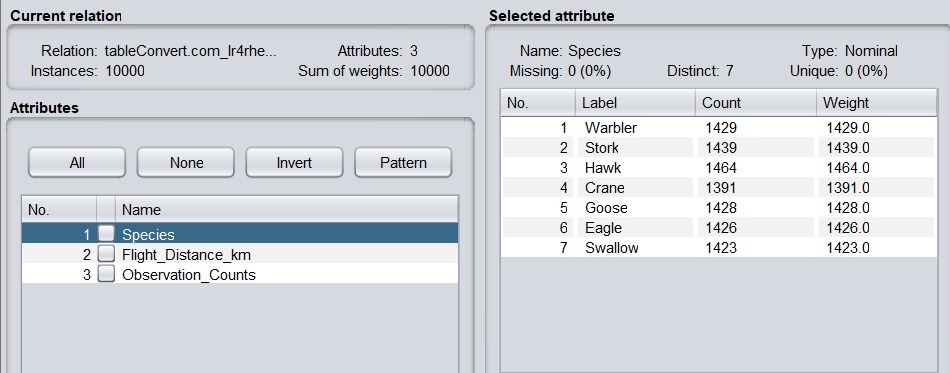 Current relation
Relation: tableConvert.com_lr4rhe... Attributes: 3
Instances: 10000 Sum of weights: 10000
Attributes
All None Invert Pattern
No. Name
1 Species
2 Flight_Distance_km
3 Observation_Counts
Selected attribute
Name: Species Type: Nominal
Missing: 0 (0%) Distinct: 7 Unique: 0 (0%)
No. Label Count Weight
1 Warbler 1429 1429.0
2 Stork 1439 1439.0
3 Hawk 1464 1464.0
4 Crane 1391 1391.0
5 Goose 1428 1428.0
6 Eagle 1426 1426.0
7 Swallow 1423 1423.0